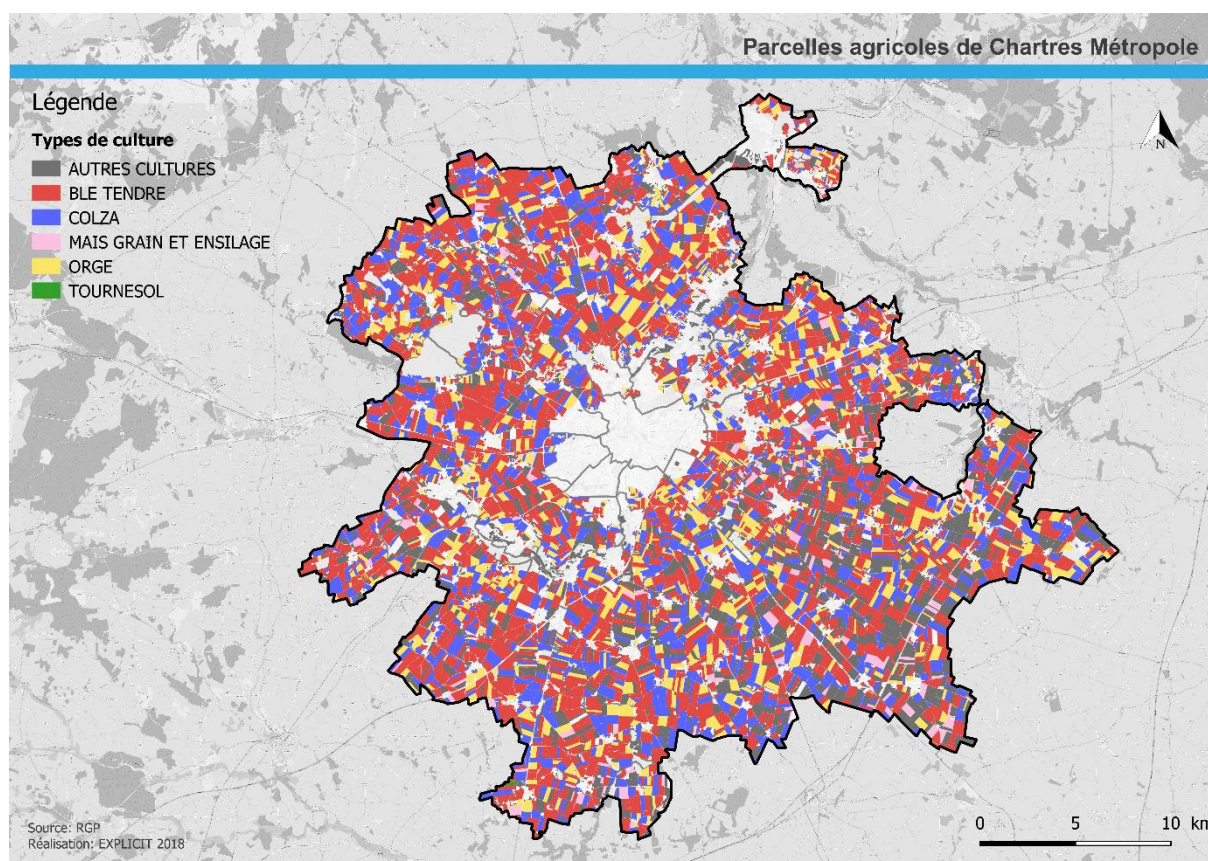 Parcelles agricoles de Chartres Métropole
Légende
Types de culture
AUTRES CULTURES
BLE TENDRE
COLZA
MAIS GRAIN ET ENSILAGE
ORGE
TOURNESOL
N
Source: RGP
Réalisation: EXPLICIT 2018
0 5 10 km